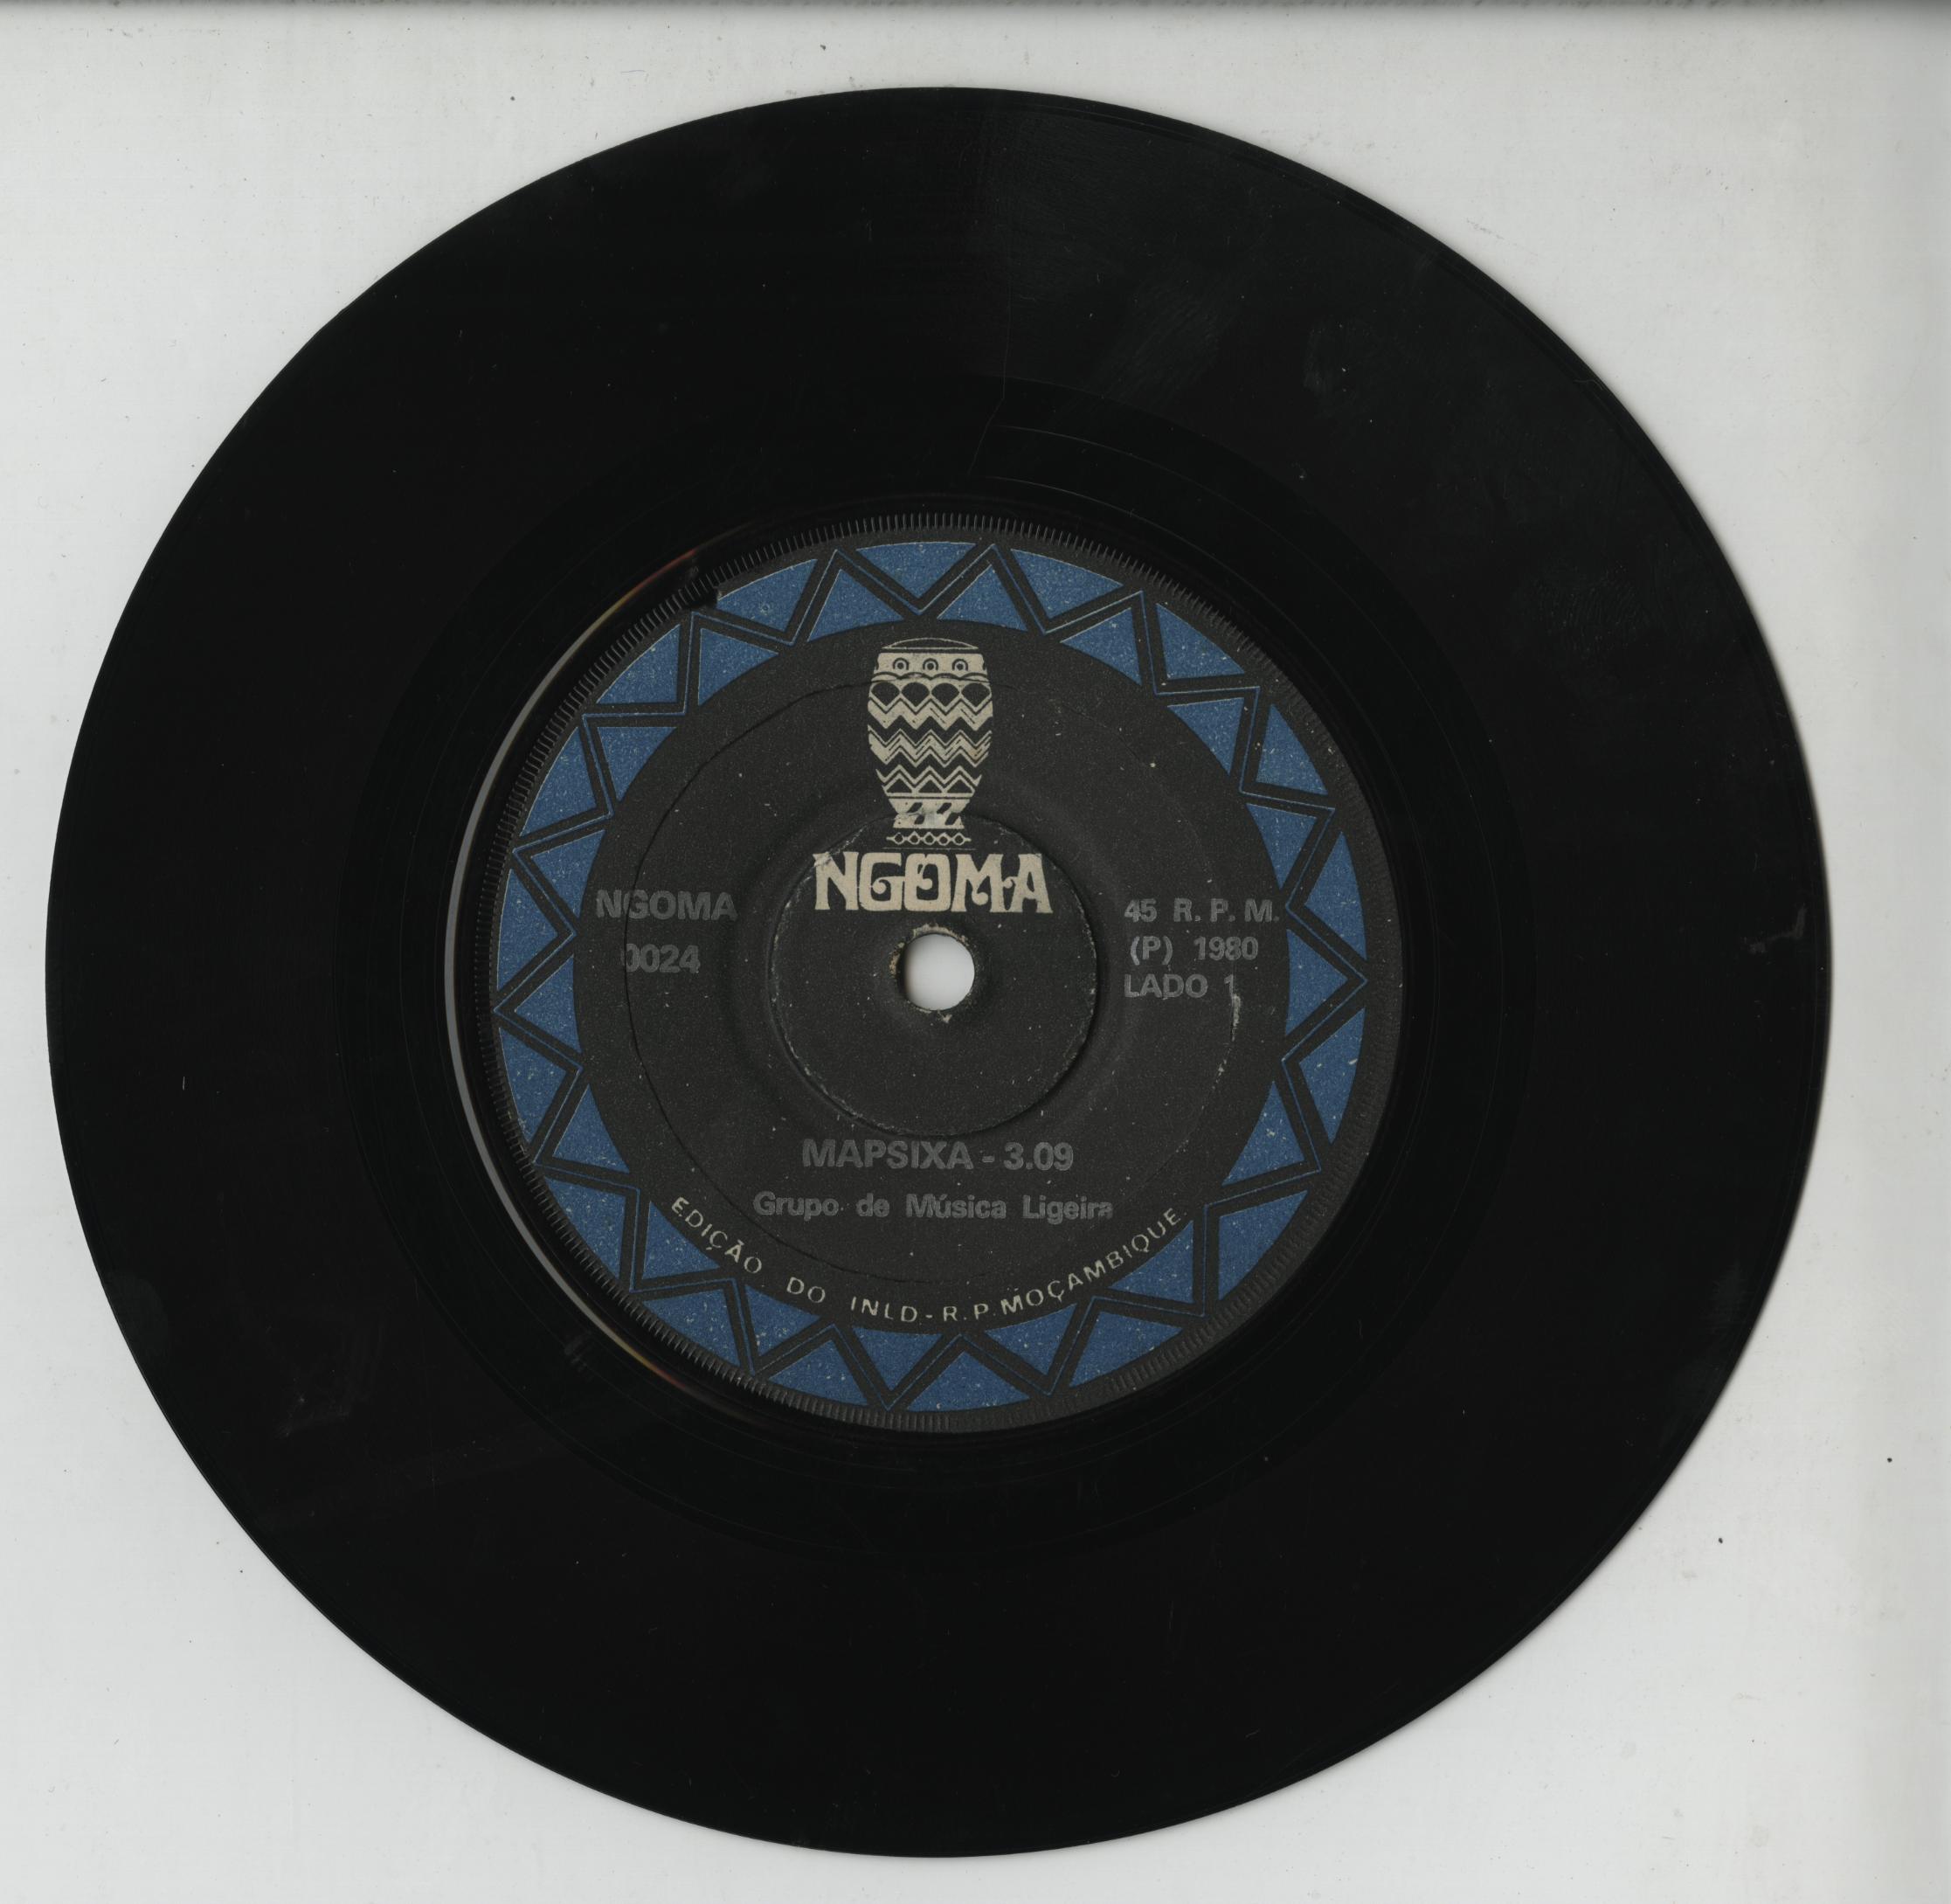 NGOMA
NGOMA
0024
45 R. P. M.
(P) 1980
LADO 1
MAPSIXA - 3.09
Grupo de Música Ligeira
EDIÇÃO DO INLD - R.P. MOÇAMBIQUE